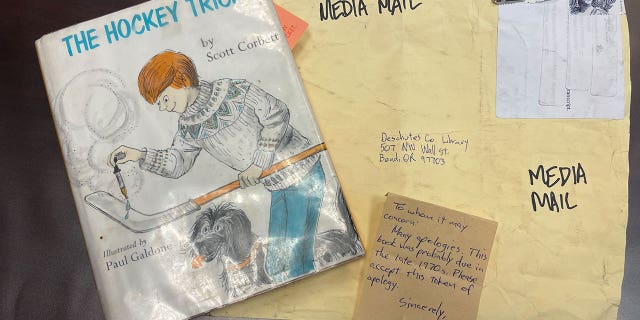 THE HOCKEY TRICK
by
Scott Corbett
Illustrated by
Paul Galdone
MEDIA MAIL
Deschutes Co. Library
507 NW Wall St.
Bend, OR 97703
MEDIA
MAIL
To whom it may
concern:
Many apologies. This
book was probably due in
the late 1970s. Please
accept this token of
apology.
Sincerely,